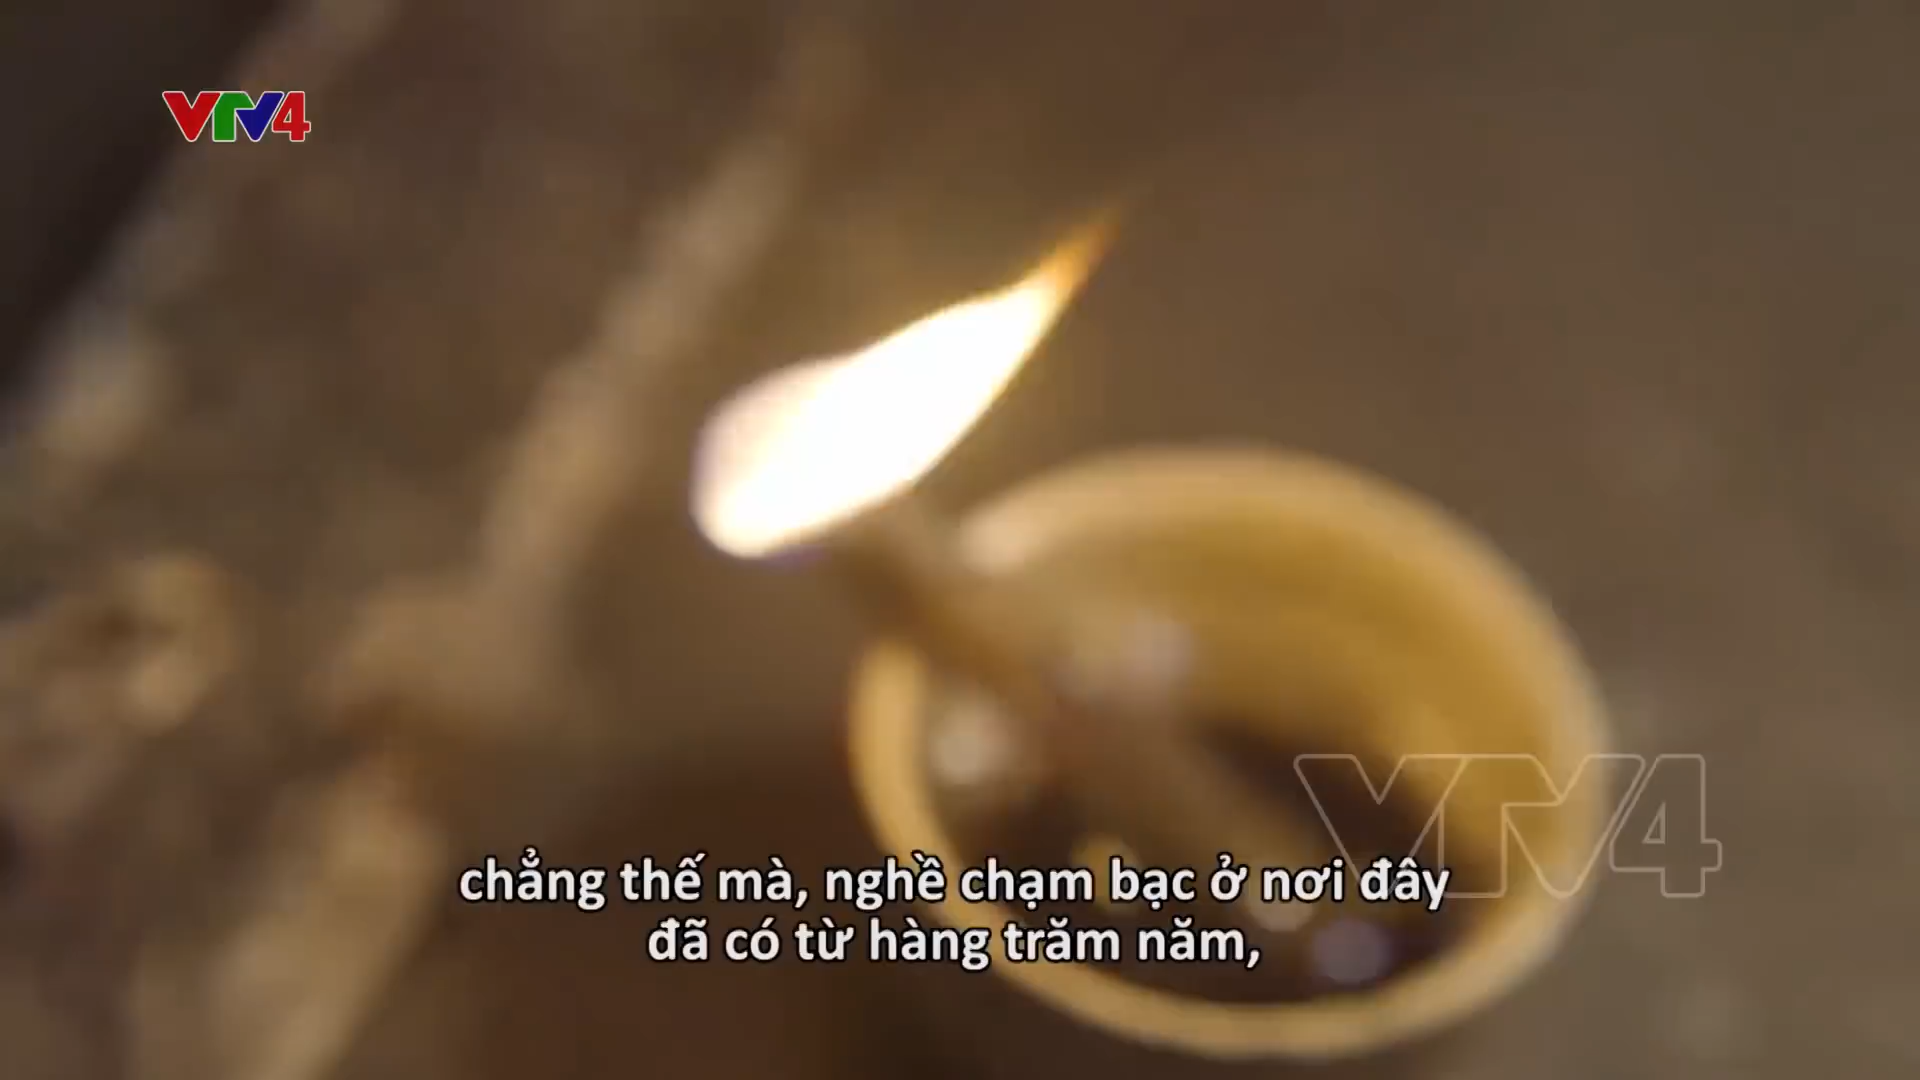 VTV4
VTV4
chẳng thế mà, nghề chạm bạc ở nơi đây
đã có từ hàng trăm năm,